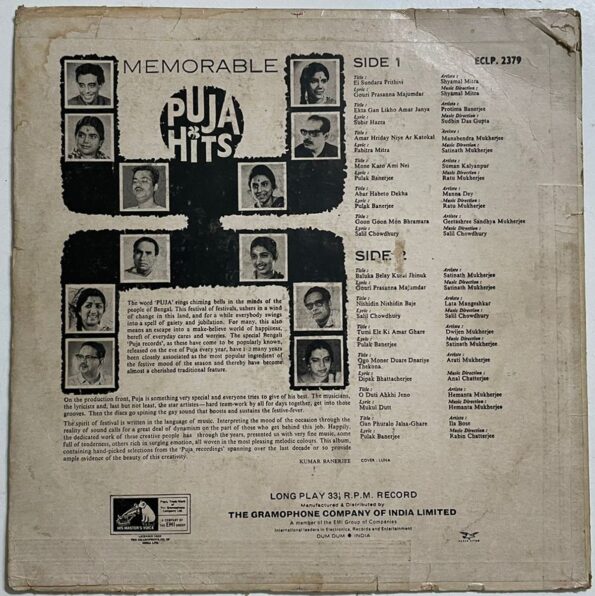 MEMORABLE
PUJA
HITS
SIDE 1
ECLP. 2379
Title :
Ei Sundara Prithivi
Lyric :
Gouri Prasanna Majumdar
Artiste :
Shyamal Mitra
Music Direction :
Shyamal Mitra
Title :
Ekta Gan Likho Amar Janya
Lyric :
Subir Hazra
Artiste :
Protima Banerjee
Music Direction :
Sudhin Das Gupta
Title :
Amar Hriday Niye Ar Katokal
Lyric :
Pabitra Mitra
Artiste :
Manabendra Mukherjee
Music Direction :
Satinath Mukherjee
Title :
Mone Karo Ami Nei
Lyric :
Pulak Banerjee
Artiste :
Suman Kalyanpur
Music Direction :
Ratu Mukherjee
Title :
Abar Habeto Dekha
Lyric :
Pulak Banerjee
Artiste :
Manna Dey
Music Direction :
Ratu Mukherjee
Title :
Goon Goon Mon Bhramara
Lyric :
Salil Chowdhury
Artiste :
Geetashree Sandhya Mukherjee
Music Direction :
Salil Chowdhury
SIDE 2
Title :
Baluka Belay Kurai Jhinuk
Lyric :
Gouri Prasanna Majumdar
Artiste :
Satinath Mukherjee
Music Direction :
Satinath Mukherjee
Title :
Nishidin Nishidin Baje
Lyric :
Salil Chowdhury
Artiste :
Lata Mangeshkar
Music Direction :
Salil Chowdhury
Title :
Tumi Ele Ki Amar Ghare
Lyric :
Pulak Banerjee
Artiste :
Dwijen Mukherjee
Music Direction :
Satinath Mukherjee
Title :
Ogo Moner Duare Dnariye
Thekona
Lyric :
Dipak Bhattacherjee
Artiste :
Arati Mukherjee
Music Direction :
Anal Chatterjee
Title :
O Duti Ahkhi Jeno
Lyric :
Mukul Dutt
Artiste :
Hemanta Mukherjee
Music Direction :
Hemanta Mukherjee
Title :
Gan Phuralo Jalsa-Ghare
Lyric :
Pulak Banerjee
Artiste :
Ila Bose
Music Direction :
Robin Chatterjee
The word 'PUJA' rings chiming bells in the minds of the
people of Bengal. This festival of festivals, ushers in a wind
of change in this land, and for a while everybody swings
into a spell of gaiety and jubilation. For many, this also
means an escape into a make-believe world of happiness,
bereft of everyday cares and worries. The special Bengali
'Puja records', as these have come to be popularly known,
released on the eve of Puja every year, have for many years
been closely associated as the most popular ingredient of
the festive mood of the season and thereby have become
almost a cherished traditional feature.
On the production front, Puja is something very special and everyone tries to give of his best. The musicians,
the lyricists and, last but not least, the star artistes—hard team-work by all for days together, get into those
grooves. Then the discs go spinning the gay sound that boosts and sustains the festive-fever.
The spirit of festival is written in the language of music. Interpreting the mood of the occasion through the
reality of sound calls for a great deal of dynamism on the part of those who get behind this job. Happily,
the dedicated work of these creative people has through the years, presented us with very fine music, some
full of tenderness, others rich in surging emotion, all woven in the most pleasing melodic colours. This album,
containing hand-picked selections from the 'Puja recordings' spanning over the last decade or so provide
ample evidence of the beauty of this creativity.
KUMAR BANERJEE
COVER : LUNA
HIS MASTER'S VOICE
LONG PLAY 33⅓ R.P.M. RECORD
Manufactured & Distributed by
THE GRAMOPHONE COMPANY OF INDIA LIMITED
A member of the EMI Group of Companies
International leaders in Electronics, Records and Entertainment
DUM DUM ◆ INDIA